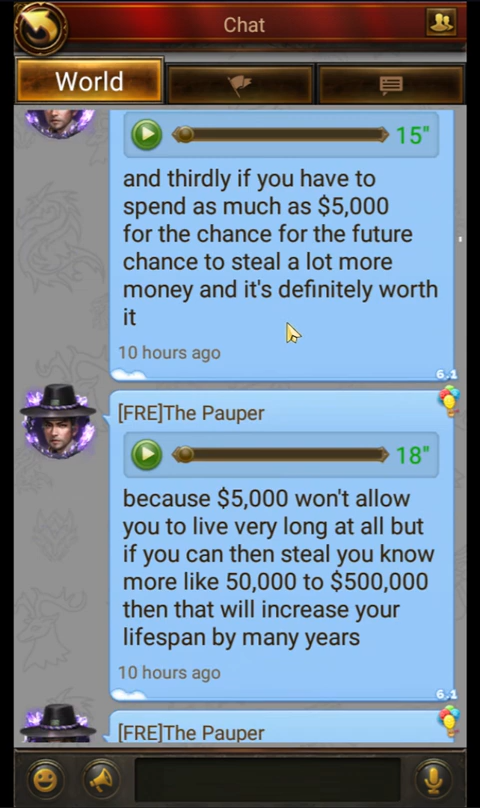 Chat
World
15"
and thirdly if you have to
spend as much as $5,000
for the chance for the future
chance to steal a lot more
money and it's definitely worth
it
10 hours ago
6.1
[FRE]The Pauper
18"
because $5,000 won't allow
you to live very long at all but
if you can then steal you know
more like 50,000 to $500,000
then that will increase your
lifespan by many years
10 hours ago
6.1
[FRE]The Pauper